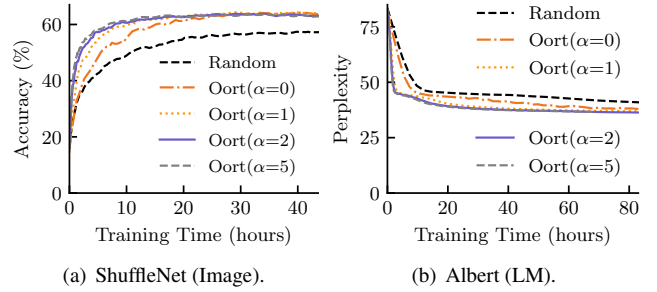 Accuracy (%)
60
40
20
0
0
10
20
30
40
Training Time (hours)
Random
Oort(α=0)
Oort(α=1)
Oort(α=2)
Oort(α=5)
(a) ShuffleNet (Image).
Perplexity
75
50
25
0
0
20
40
60
80
Training Time (hours)
Random
Oort(α=0)
Oort(α=1)
Oort(α=2)
Oort(α=5)
(b) Albert (LM).